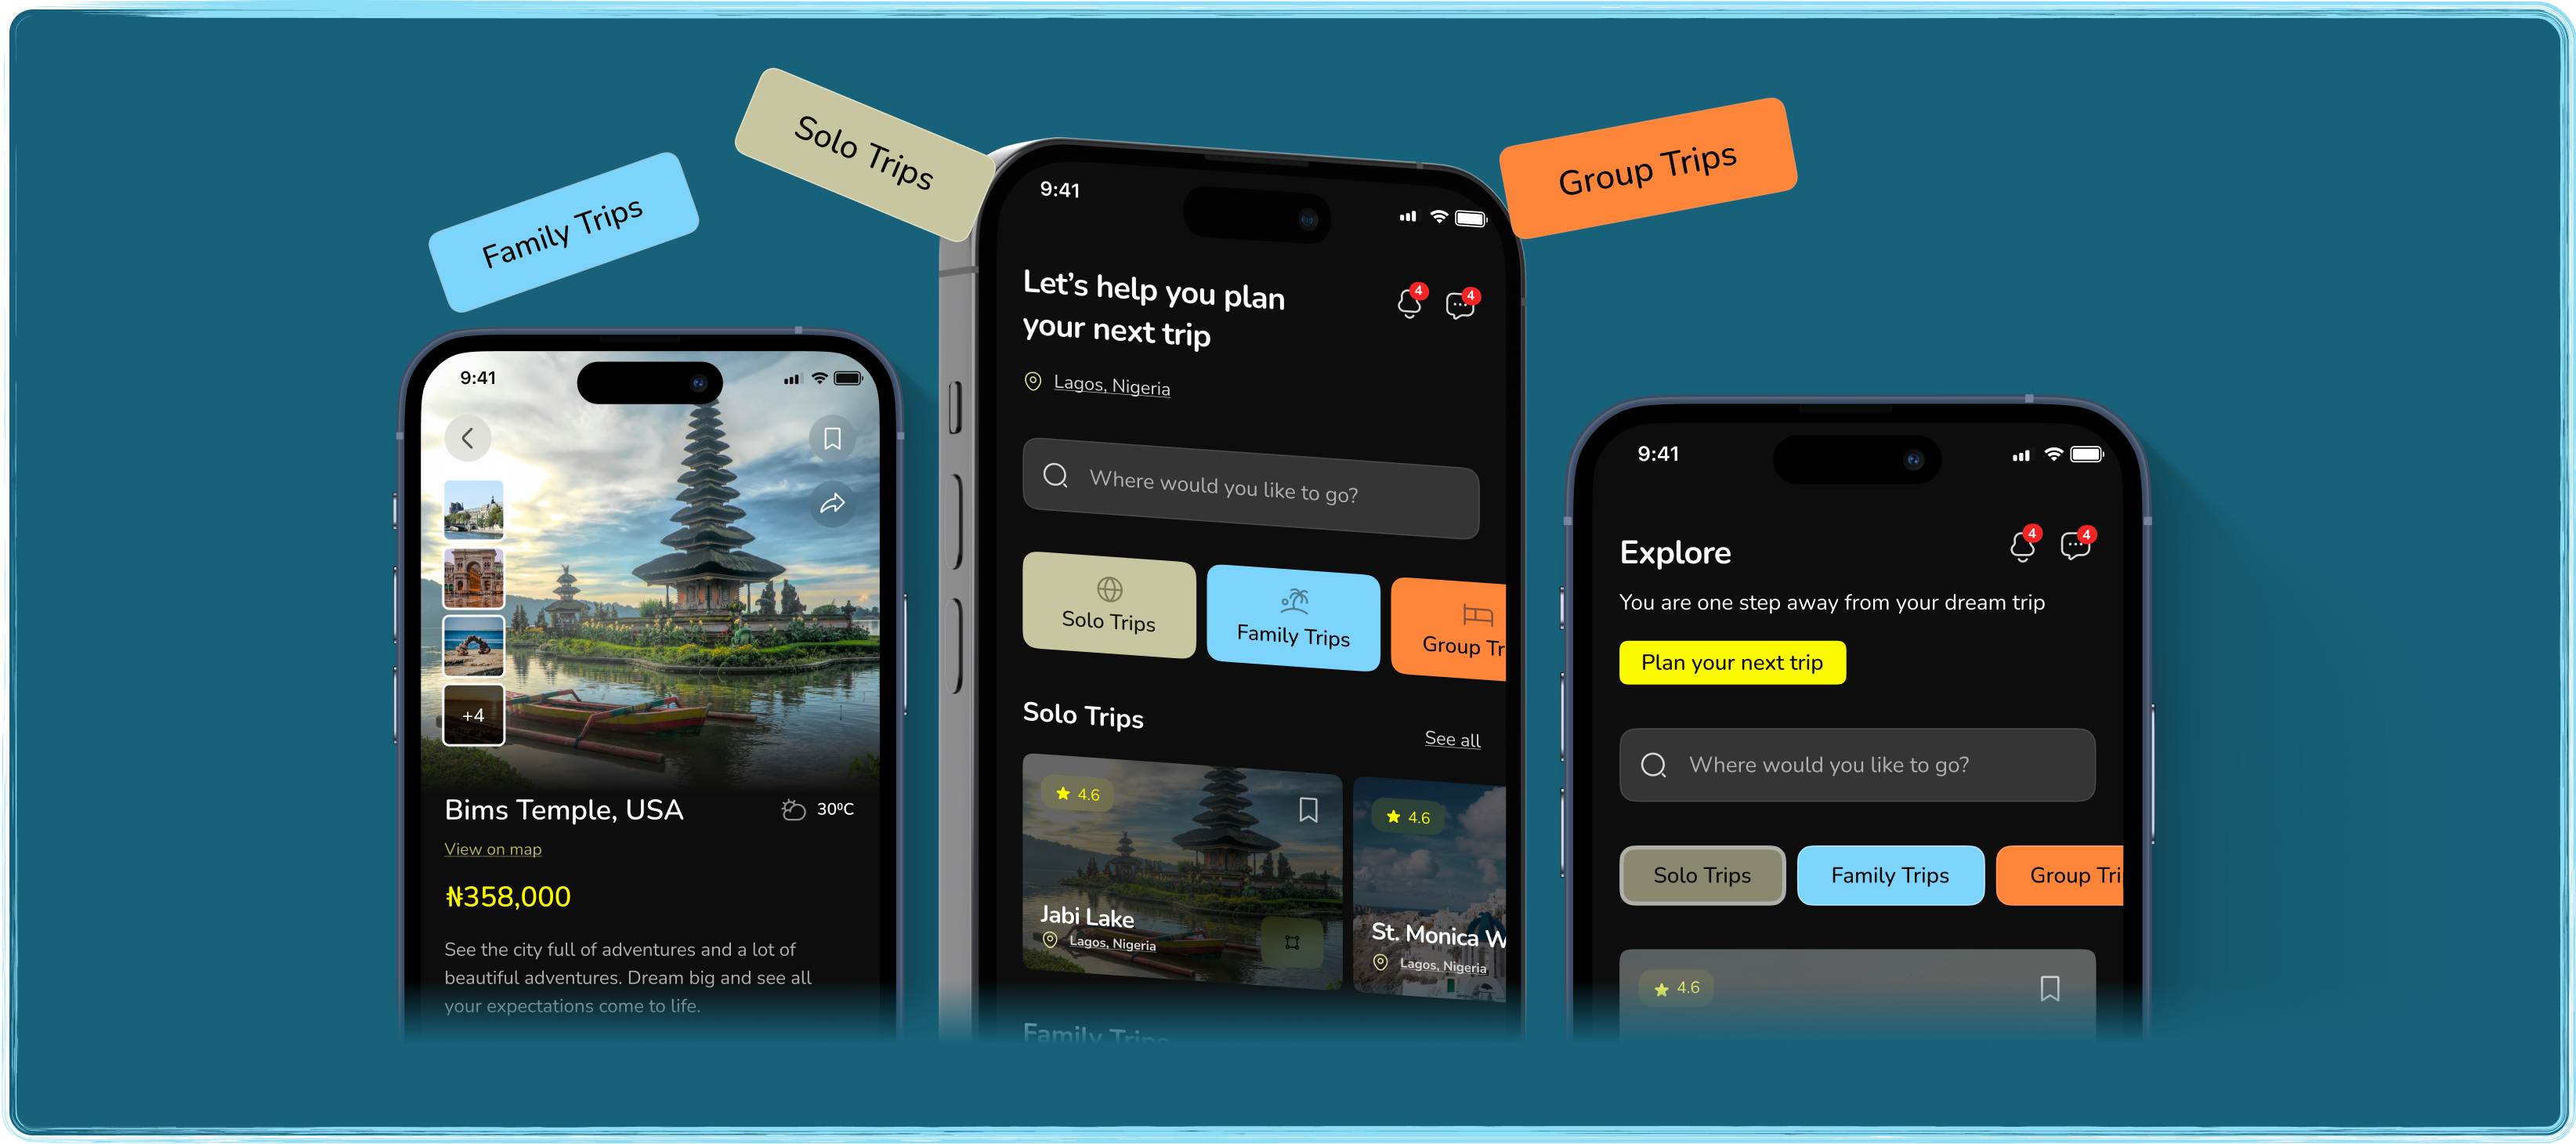 Family Trips
Solo Trips
Group Trips
9:41
+4
Bims Temple, USA
30°C
View on map
₦358,000
See the city full of adventures and a lot of
beautiful adventures. Dream big and see all
your expectations come to life.
9:41
Let's help you plan
your next trip
4
4
Lagos, Nigeria
Where would you like to go?
Solo Trips
Family Trips
Group Tr
Solo Trips
See all
4.6
Jabi Lake
Lagos, Nigeria
4.6
St. Monica W
Lagos, Nigeria
Family Trips
9:41
Explore
4
4
You are one step away from your dream trip
Plan your next trip
Where would you like to go?
Solo Trips
Family Trips
Group Tri
4.6